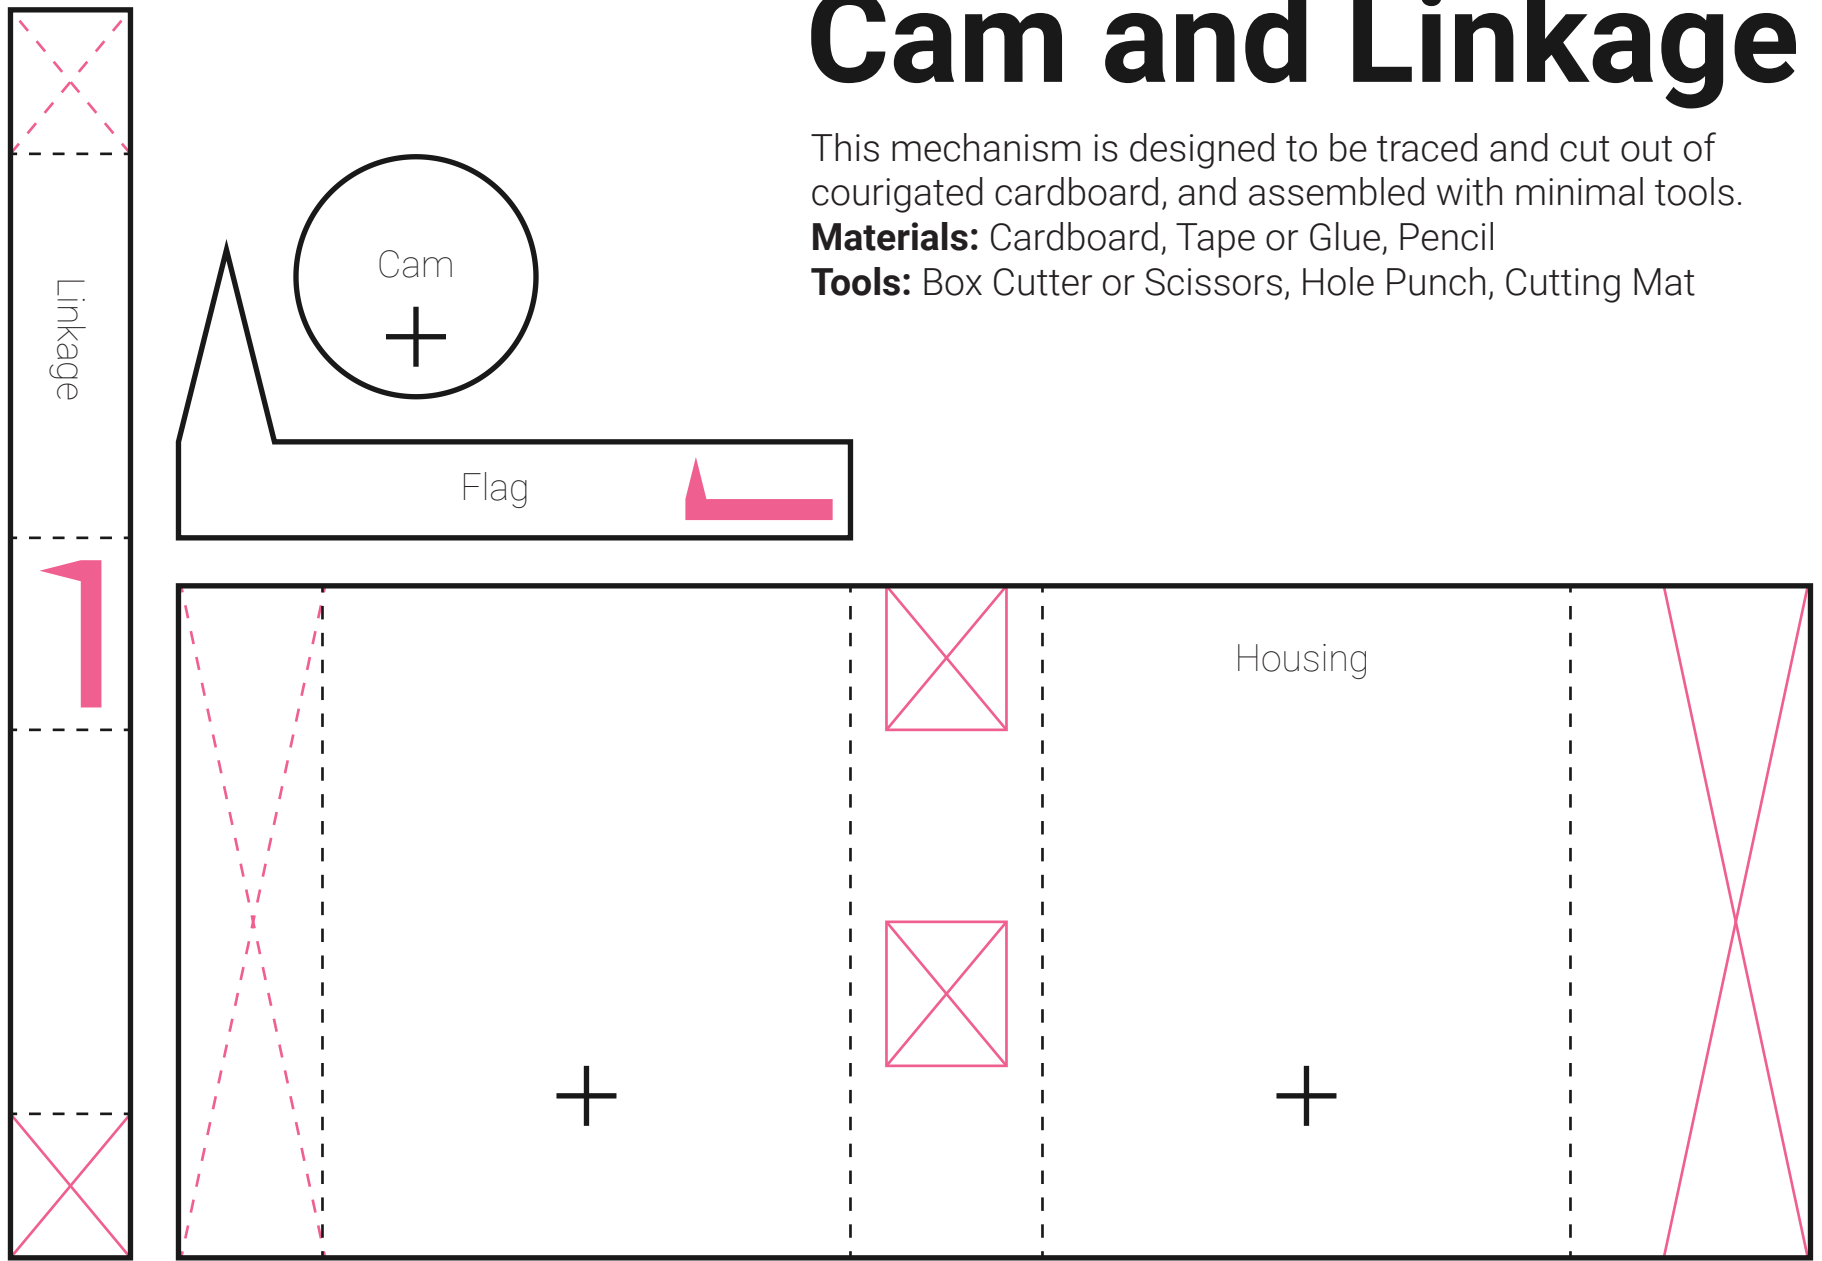 Cam and Linkage
This mechanism is designed to be traced and cut out of
courigated cardboard, and assembled with minimal tools.
Materials: Cardboard, Tape or Glue, Pencil
Tools: Box Cutter or Scissors, Hole Punch, Cutting Mat
Linkage
Cam
Flag
Housing